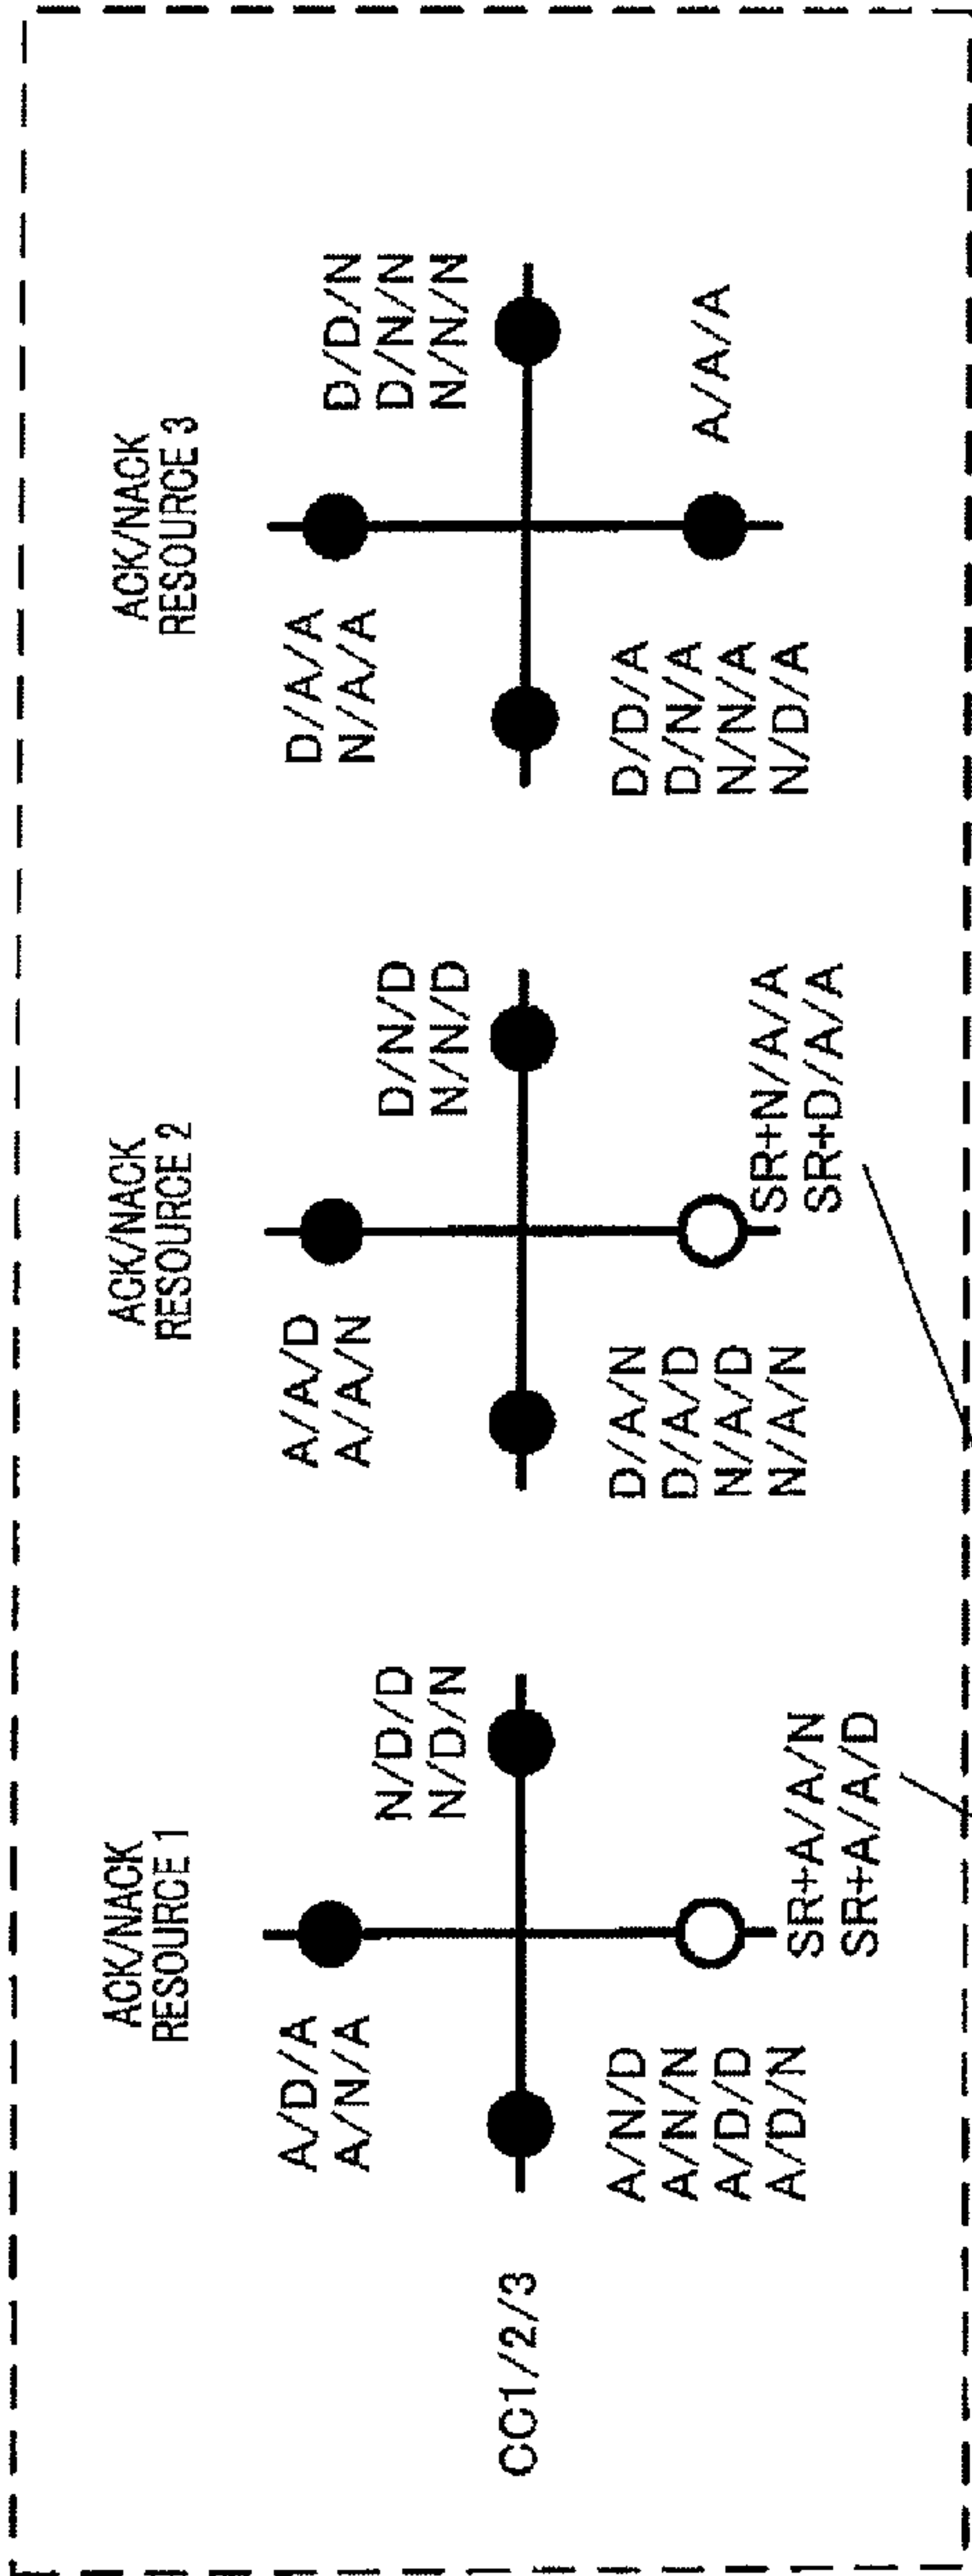 ACK/NACK
RESOURCE 1
A/D/A
A/N/A
N/D/D
N/D/N
CC1/2/3
A/N/D
A/N/N
A/D/D
A/D/N
SR+A/A/N
SR+A/A/D
ACK/NACK
RESOURCE 2
A/A/D
A/A/N
D/N/D
N/N/D
D/A/N
D/A/D
N/A/D
N/A/N
SR+N/A/A
SR+D/A/A
ACK/NACK
RESOURCE 3
D/A/A
N/A/A
D/D/N
D/N/N
N/N/N
D/D/A
D/N/A
N/N/A
N/D/A
A/A/A